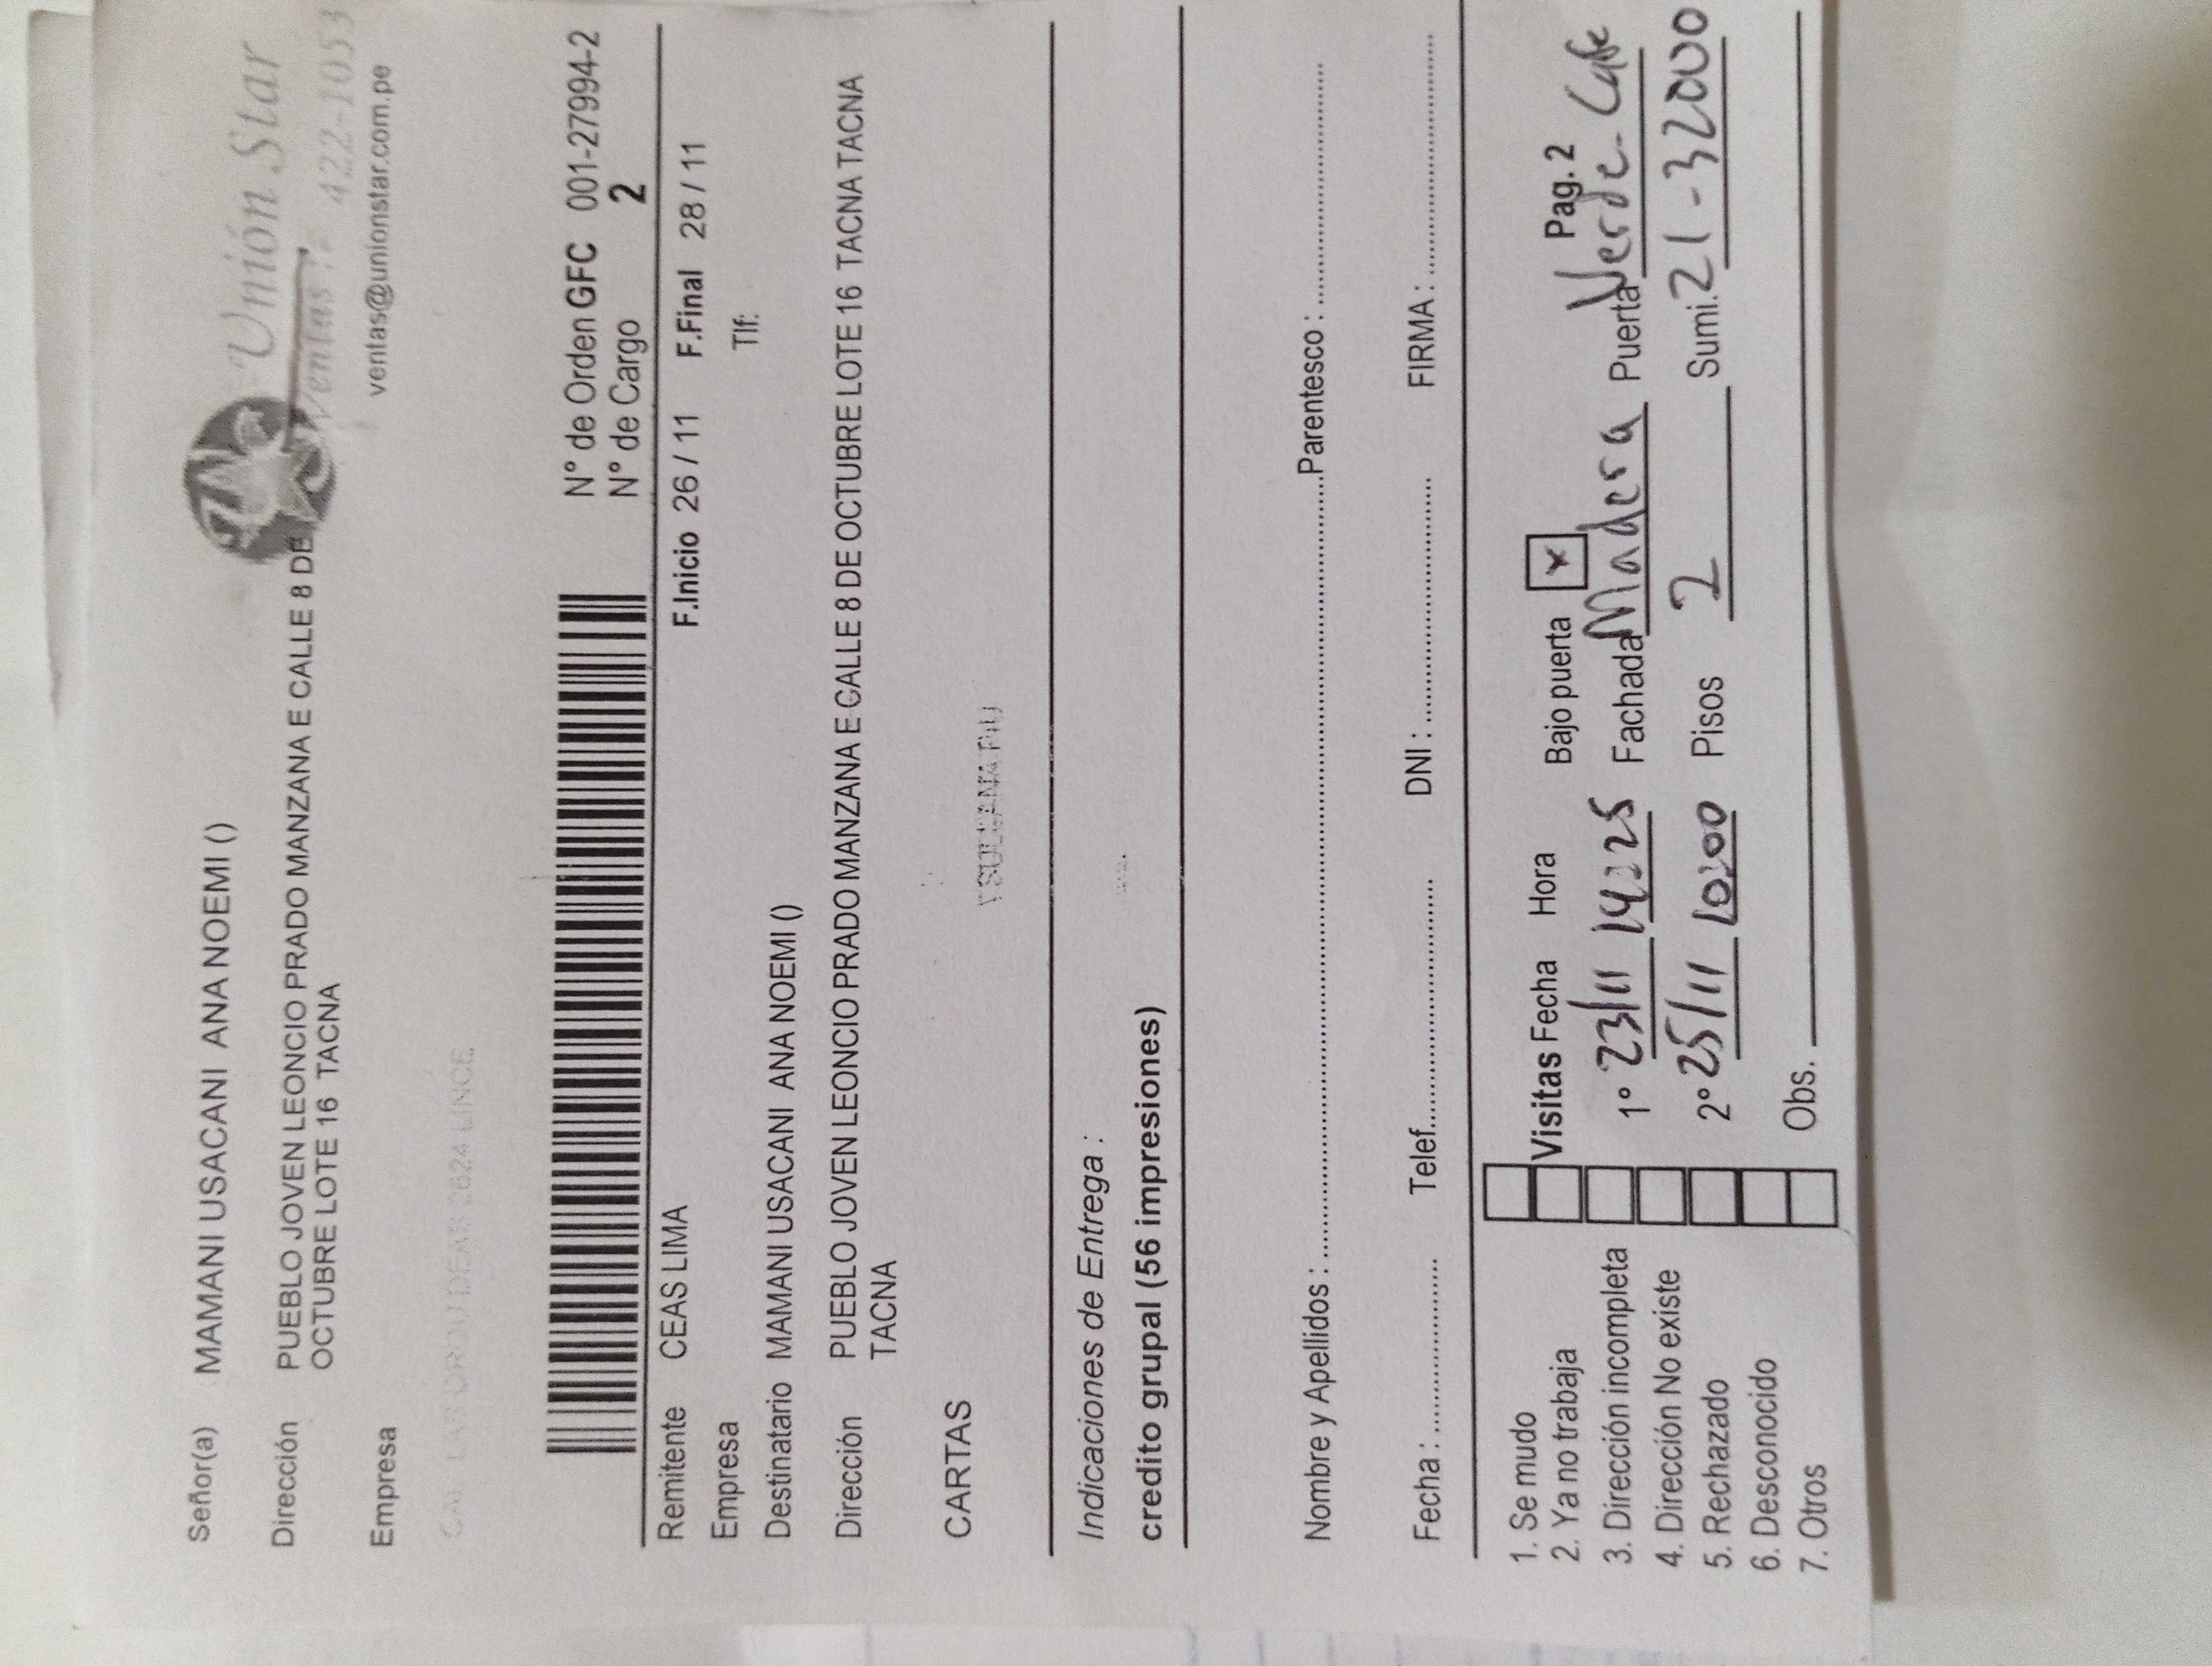 Unión Star
Ventas: 422-1053
ventas@unionstar.com.pe
Señor(a) MAMANI USACANI ANA NOEMI ()
Dirección PUEBLO JOVEN LEONCIO PRADO MANZANA E CALLE 8 DE
OCTUBRE LOTE 16 TACNA
Empresa
2624 LINCE
N° de Orden GFC 001-27994-2
N° de Cargo 2
Remitente CEAS LIMA F.Inicio 26 / 11 F.Final 28 / 11
Empresa Tlf:
Destinatario MAMANI USACANI ANA NOEMI ()
Dirección PUEBLO JOVEN LEONCIO PRADO MANZANA E CALLE 8 DE OCTUBRE LOTE 16 TACNA TACNA
TACNA
CARTAS
Indicaciones de Entrega :
credito grupal (56 impresiones)
Nombre y Apellidos : Parentesco :
Fecha : Telef. DNI : FIRMA :
1. Se mudo
2. Ya no trabaja
3. Dirección incompleta
4. Dirección No existe
5. Rechazado
6. Desconocido
7. Otros
Visitas Fecha Hora Bajo puerta x Pag. 2
1° 23/11 14:25 Fachada Madera Puerta Verde-Cafe
2° 25/11 10:00 Pisos 2 Sumi. 21-32000
Obs.